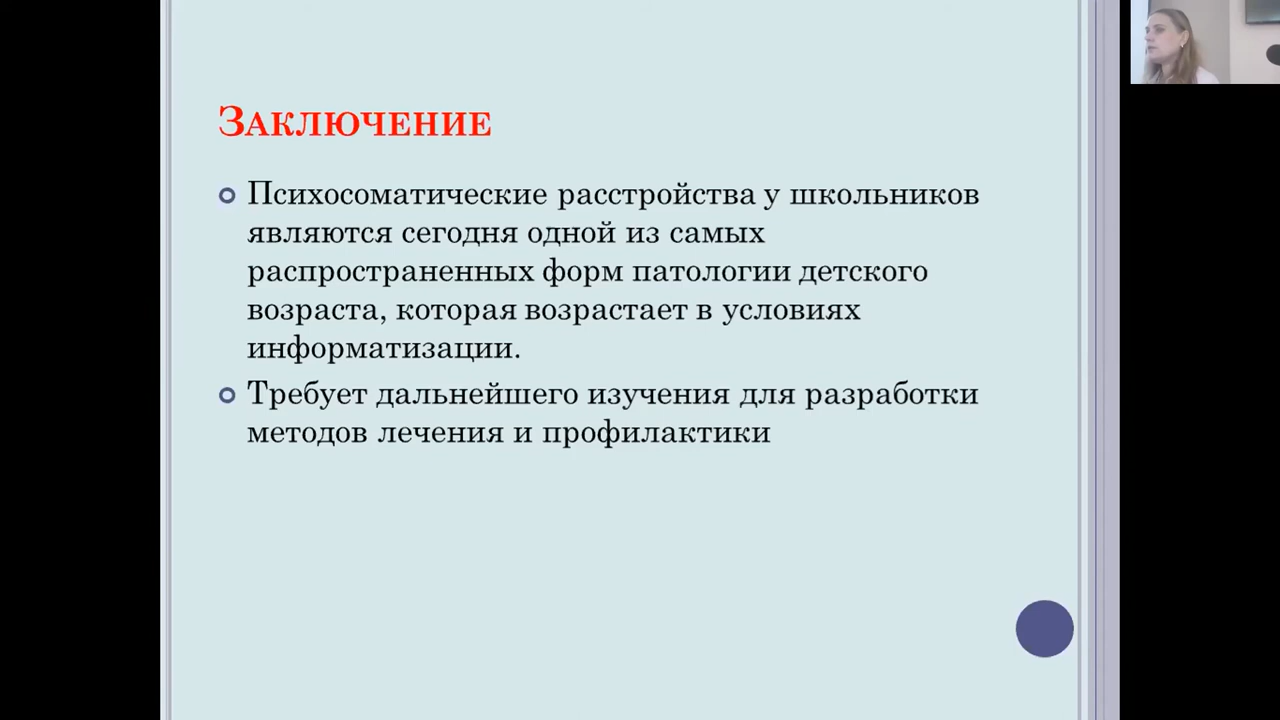 Заключение
Психосоматические расстройства у школьников
являются сегодня одной из самых
распространенных форм патологии детского
возраста, которая возрастает в условиях
информатизации.
Требует дальнейшего изучения для разработки
методов лечения и профилактики